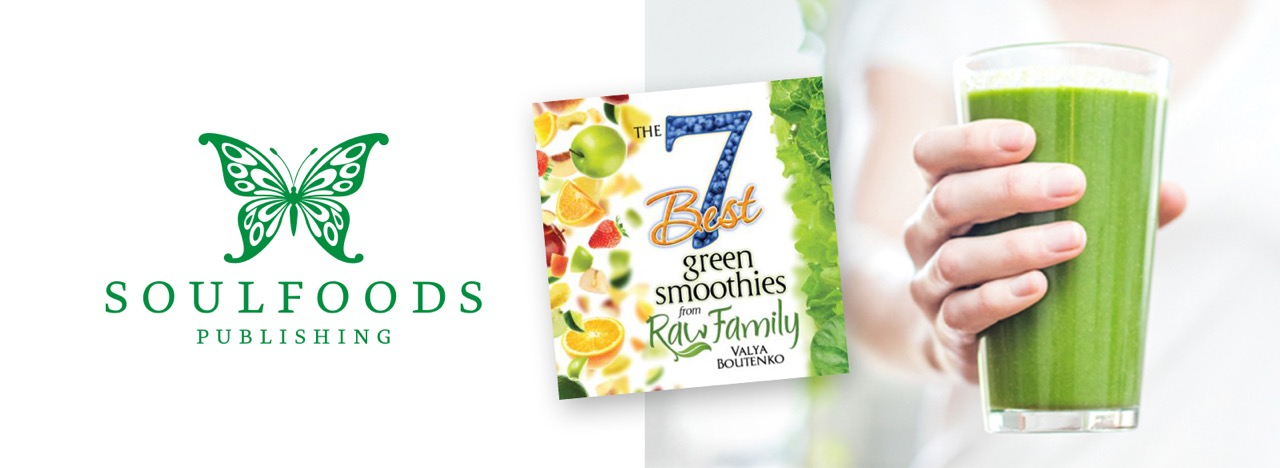 SOULFOODS
PUBLISHING
THE 7
Best
green
smoothies
from
Raw Family
VALYA
BOUTENKO